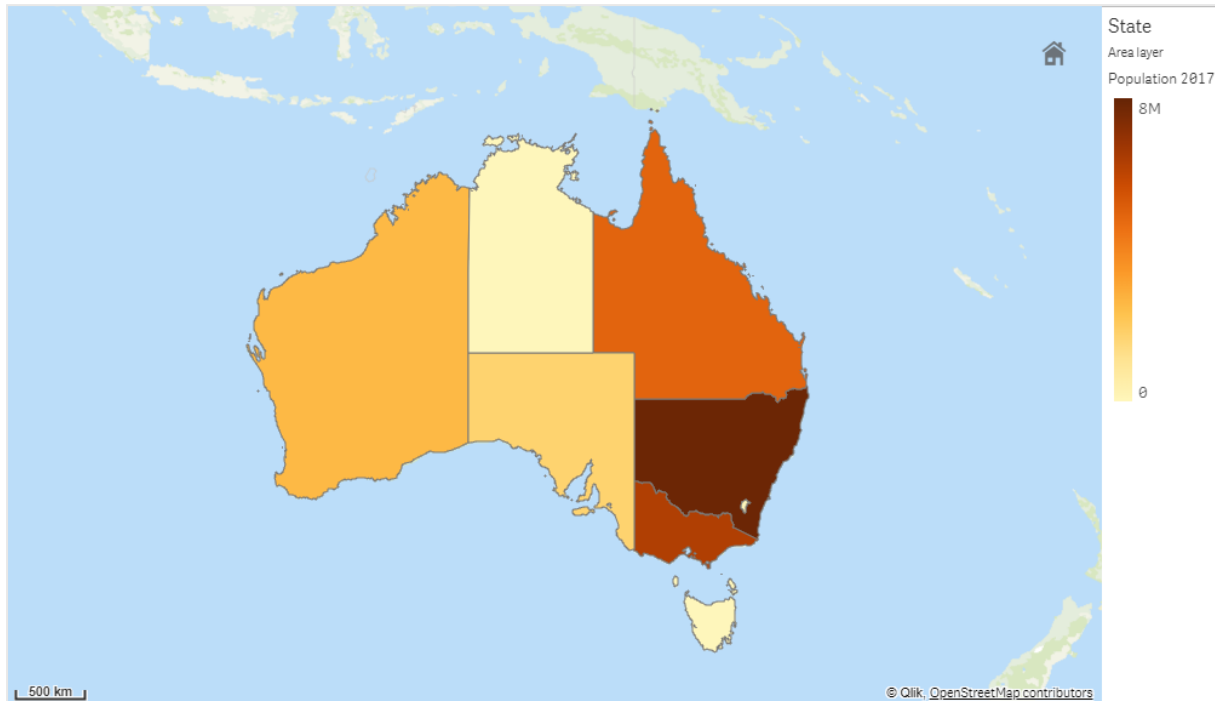 State
Area layer
Population 2017
8M
0
500 km
© Qlik, OpenStreetMap contributors